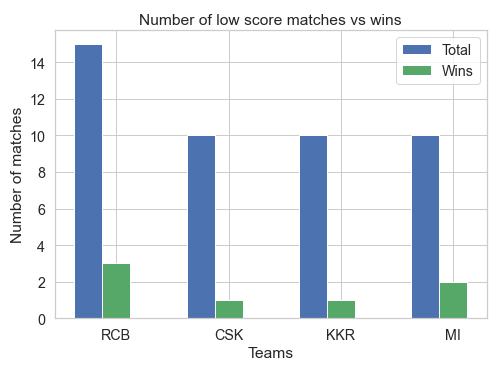 Number of low score matches vs wins
Total
Wins
Number of matches
14
12
10
8
6
4
2
0
RCB CSK KKR MI
Teams